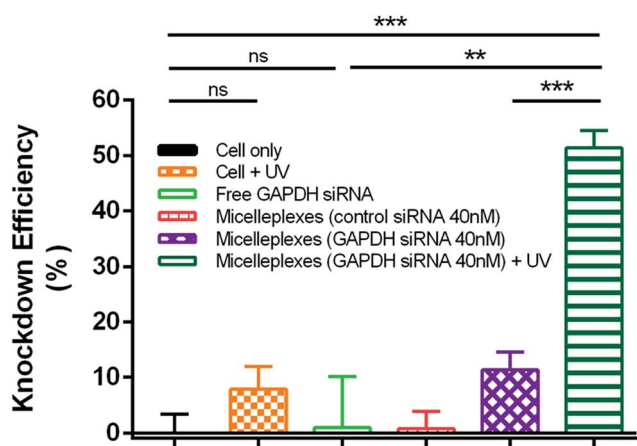 ***
ns
**
ns
***
Knockdown Efficiency
(%)
60
50
40
30
20
10
0
Cell only
Cell + UV
Free GAPDH siRNA
Micelleplexes (control siRNA 40nM)
Micelleplexes (GAPDH siRNA 40nM)
Micelleplexes (GAPDH siRNA 40nM) + UV